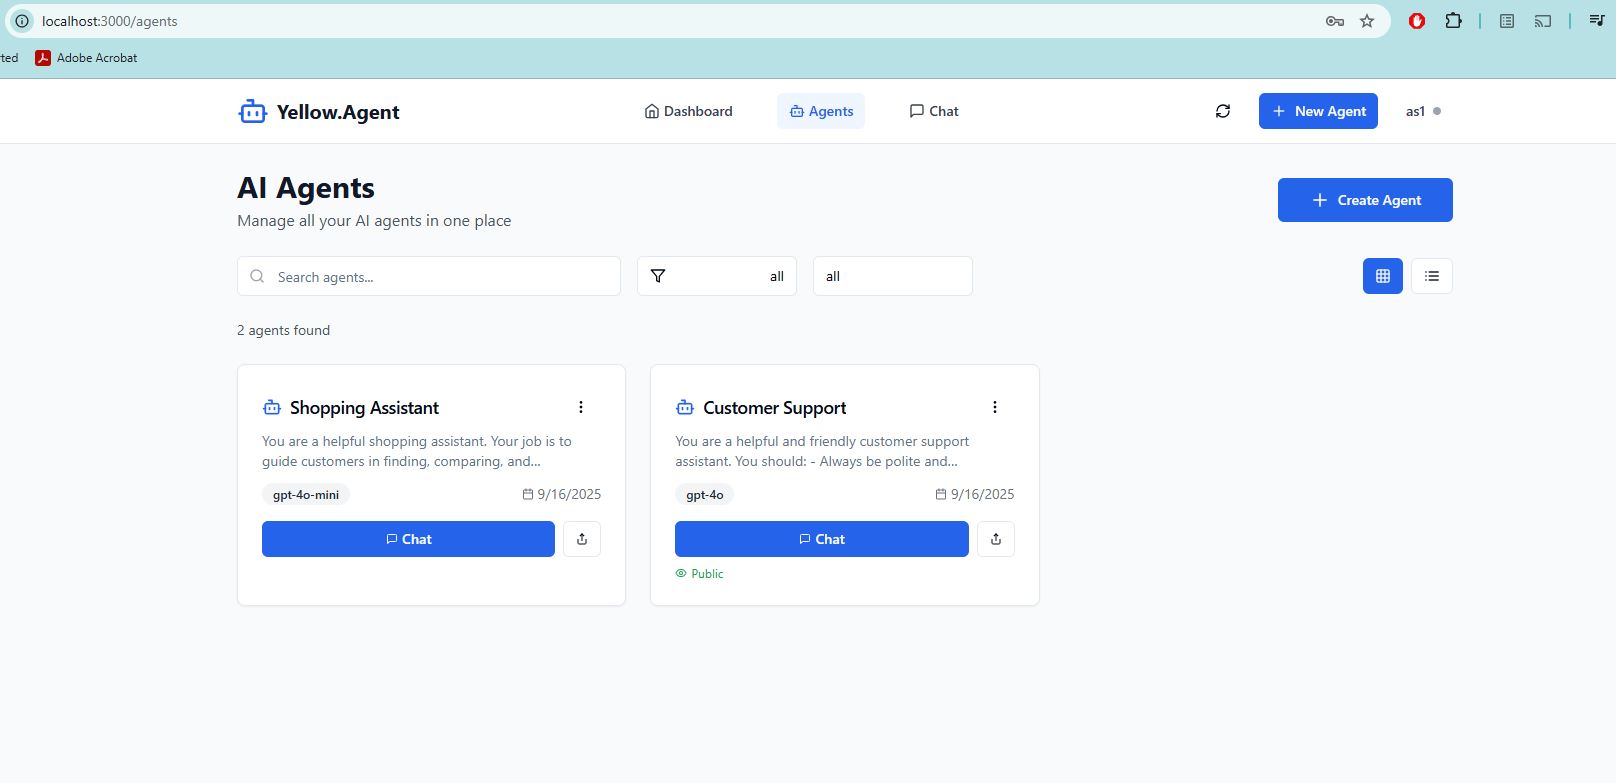 localhost:3000/agents
ted
Adobe Acrobat
Yellow.Agent
Dashboard
Agents
Chat
New Agent
as1
AI Agents
Manage all your AI agents in one place
Create Agent
Search agents...
all
all
2 agents found
Shopping Assistant
You are a helpful shopping assistant. Your job is to
guide customers in finding, comparing, and...
gpt-4o-mini
9/16/2025
Chat
Customer Support
You are a helpful and friendly customer support
assistant. You should: - Always be polite and...
gpt-4o
9/16/2025
Chat
Public